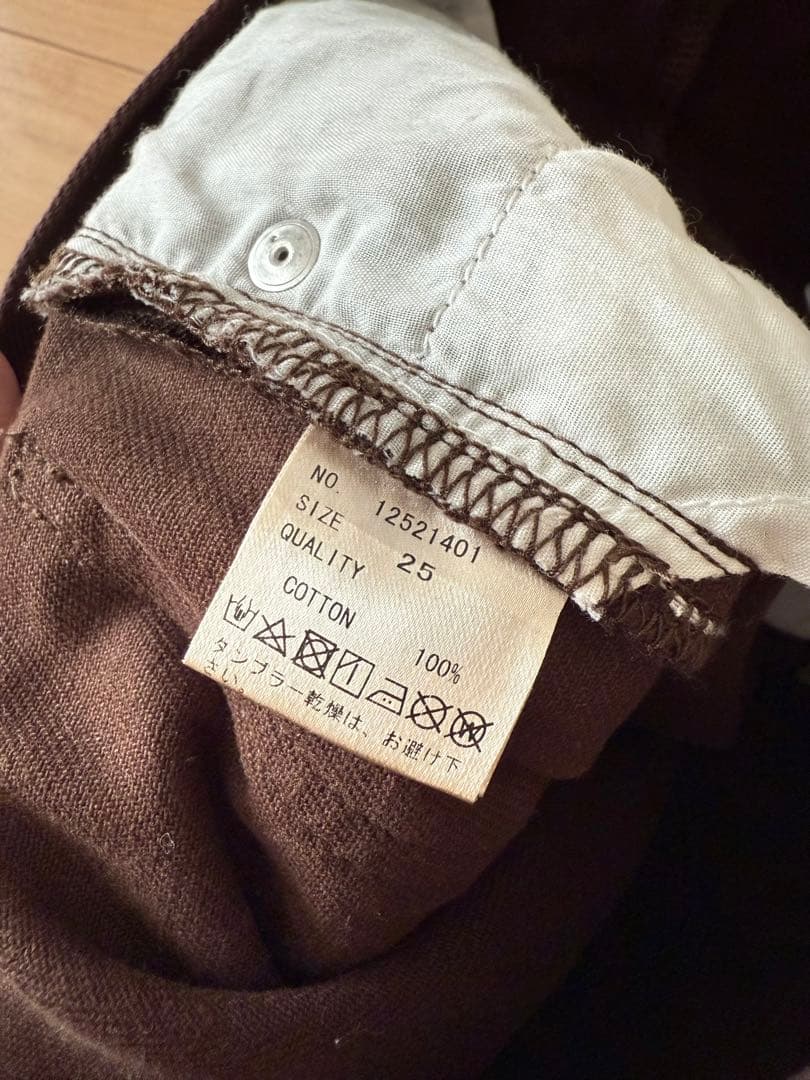 NO. 12521401
SIZE 25
QUALITY
COTTON 100%
タンブラー乾燥は、お避け下
さい。